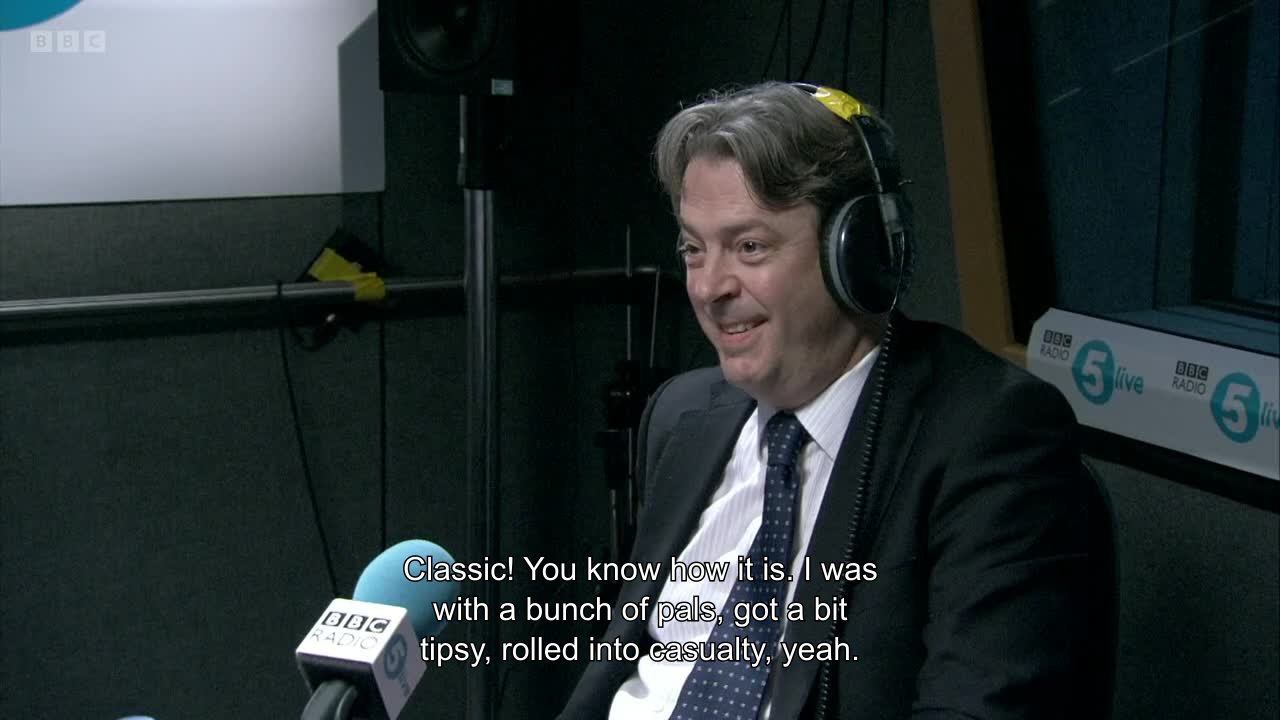 BBC
BBC
RADIO
5 live
BBC
RADIO
5 liv
Classic! You know how it is. I was
with a bunch of pals, got a bit
tipsy, rolled into casualty, yeah.
BBC
RADIO
5 live